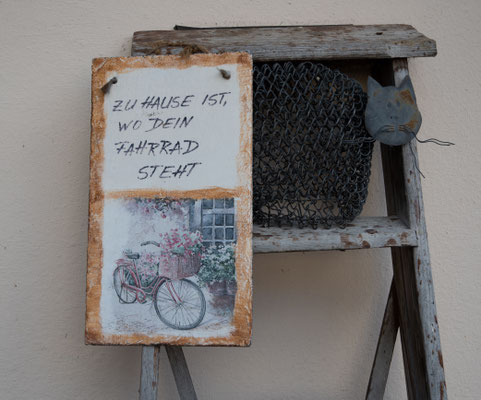 ZU HAUSE IST,
WO DEIN
FAHRRAD
STEHT